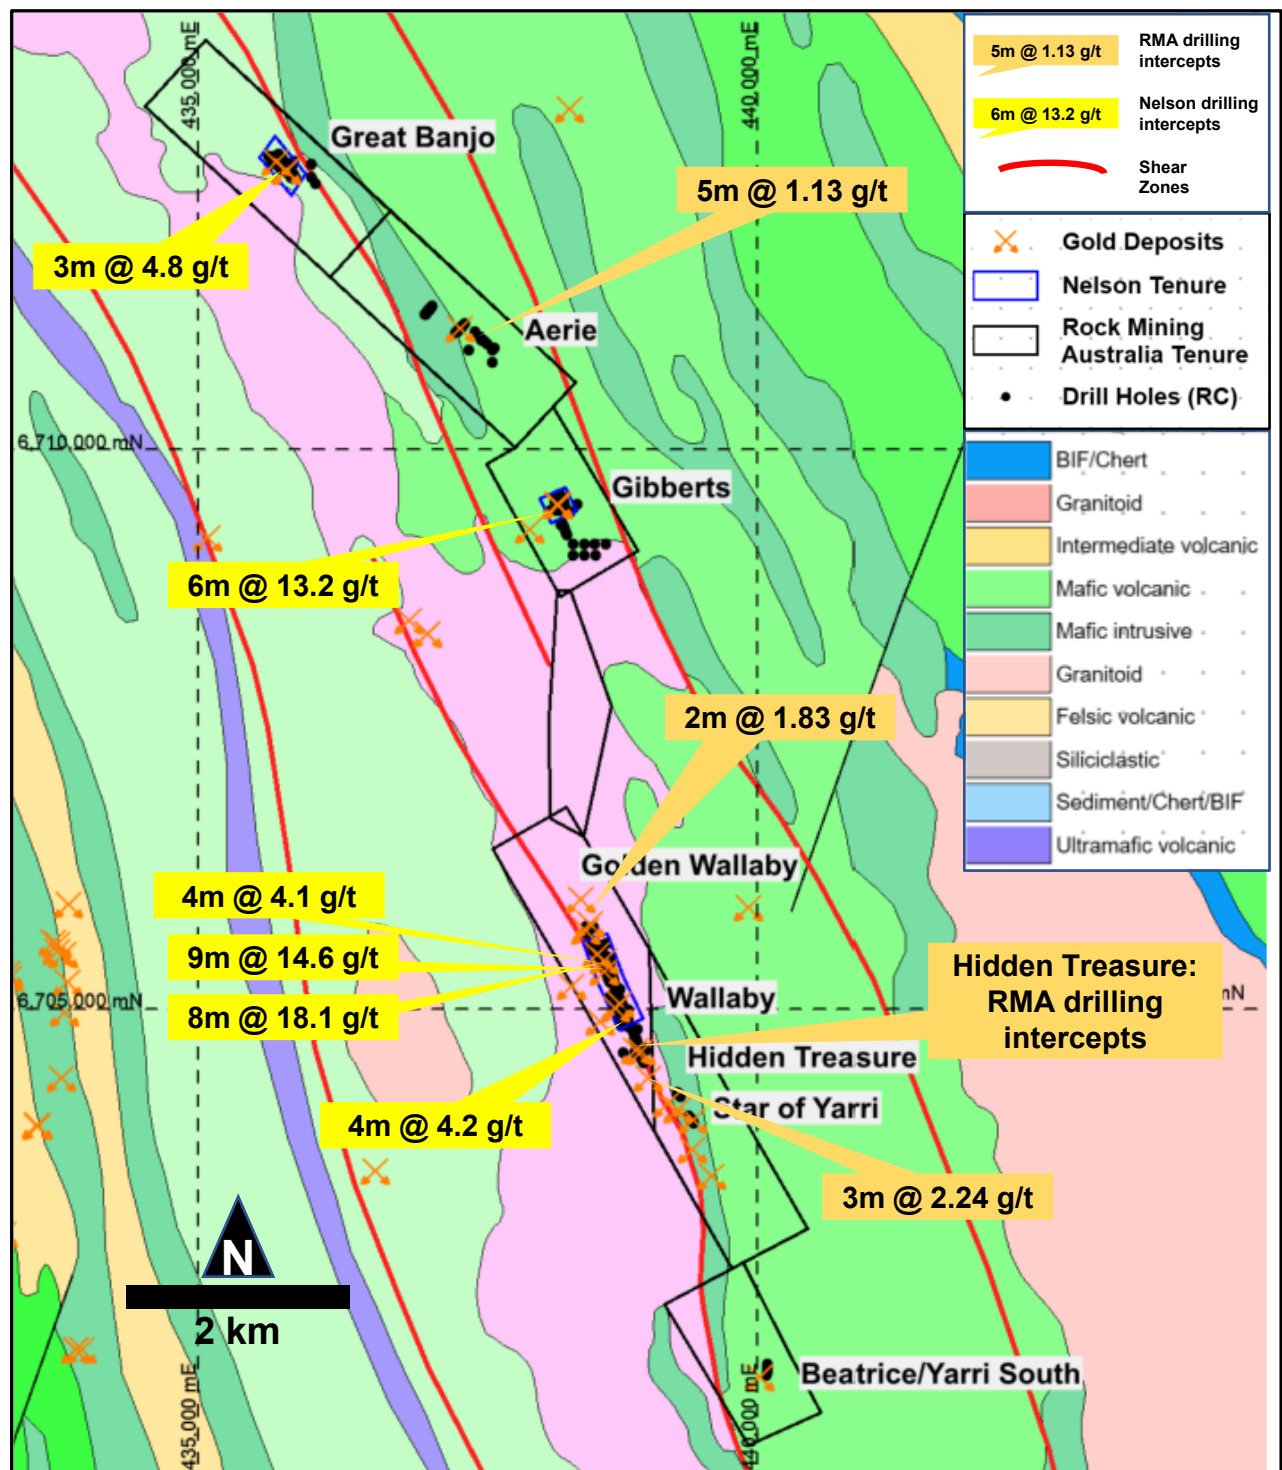 435,000 mE
440,000 mE
5m @ 1.13 g/t
RMA drilling
intercepts
6m @ 13.2 g/t
Nelson drilling
intercepts
Shear
Zones
Gold Deposits
Nelson Tenure
Rock Mining
Australia Tenure
Drill Holes (RC)
BIF/Chert
Granitoid
Intermediate volcanic
Mafic volcanic
Mafic intrusive
Granitoid
Felsic volcanic
Siliciclastic
Sediment/Chert/BIF
Ultramafic volcanic
Great Banjo
5m @ 1.13 g/t
3m @ 4.8 g/t
Aerie
6,710,000 mN
Gibberts
6m @ 13.2 g/t
2m @ 1.83 g/t
Golden Wallaby
4m @ 4.1 g/t
9m @ 14.6 g/t
8m @ 18.1 g/t
6,705,000 mN
mN
Wallaby
Hidden Treasure:
RMA drilling
intercepts
Hidden Treasure
Star of Yarri
4m @ 4.2 g/t
3m @ 2.24 g/t
N
2 km
Beatrice/Yarri South
435,000 mE
440,000 mE